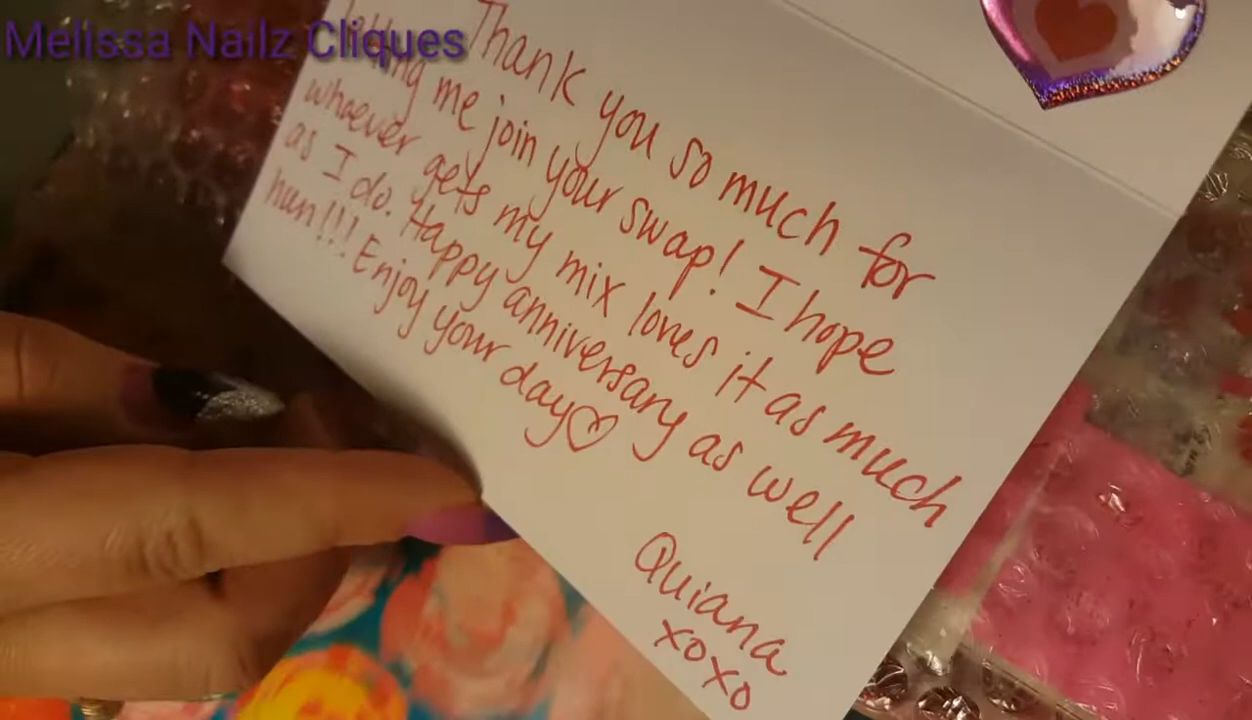 Melissa Nailz Cliques
Thank you so much for
letting me join your swap! I hope
whoever gets my mix loves it as much
as I do. Happy anniversary as well
hun!!! Enjoy your day♡
Quiana
xoxo